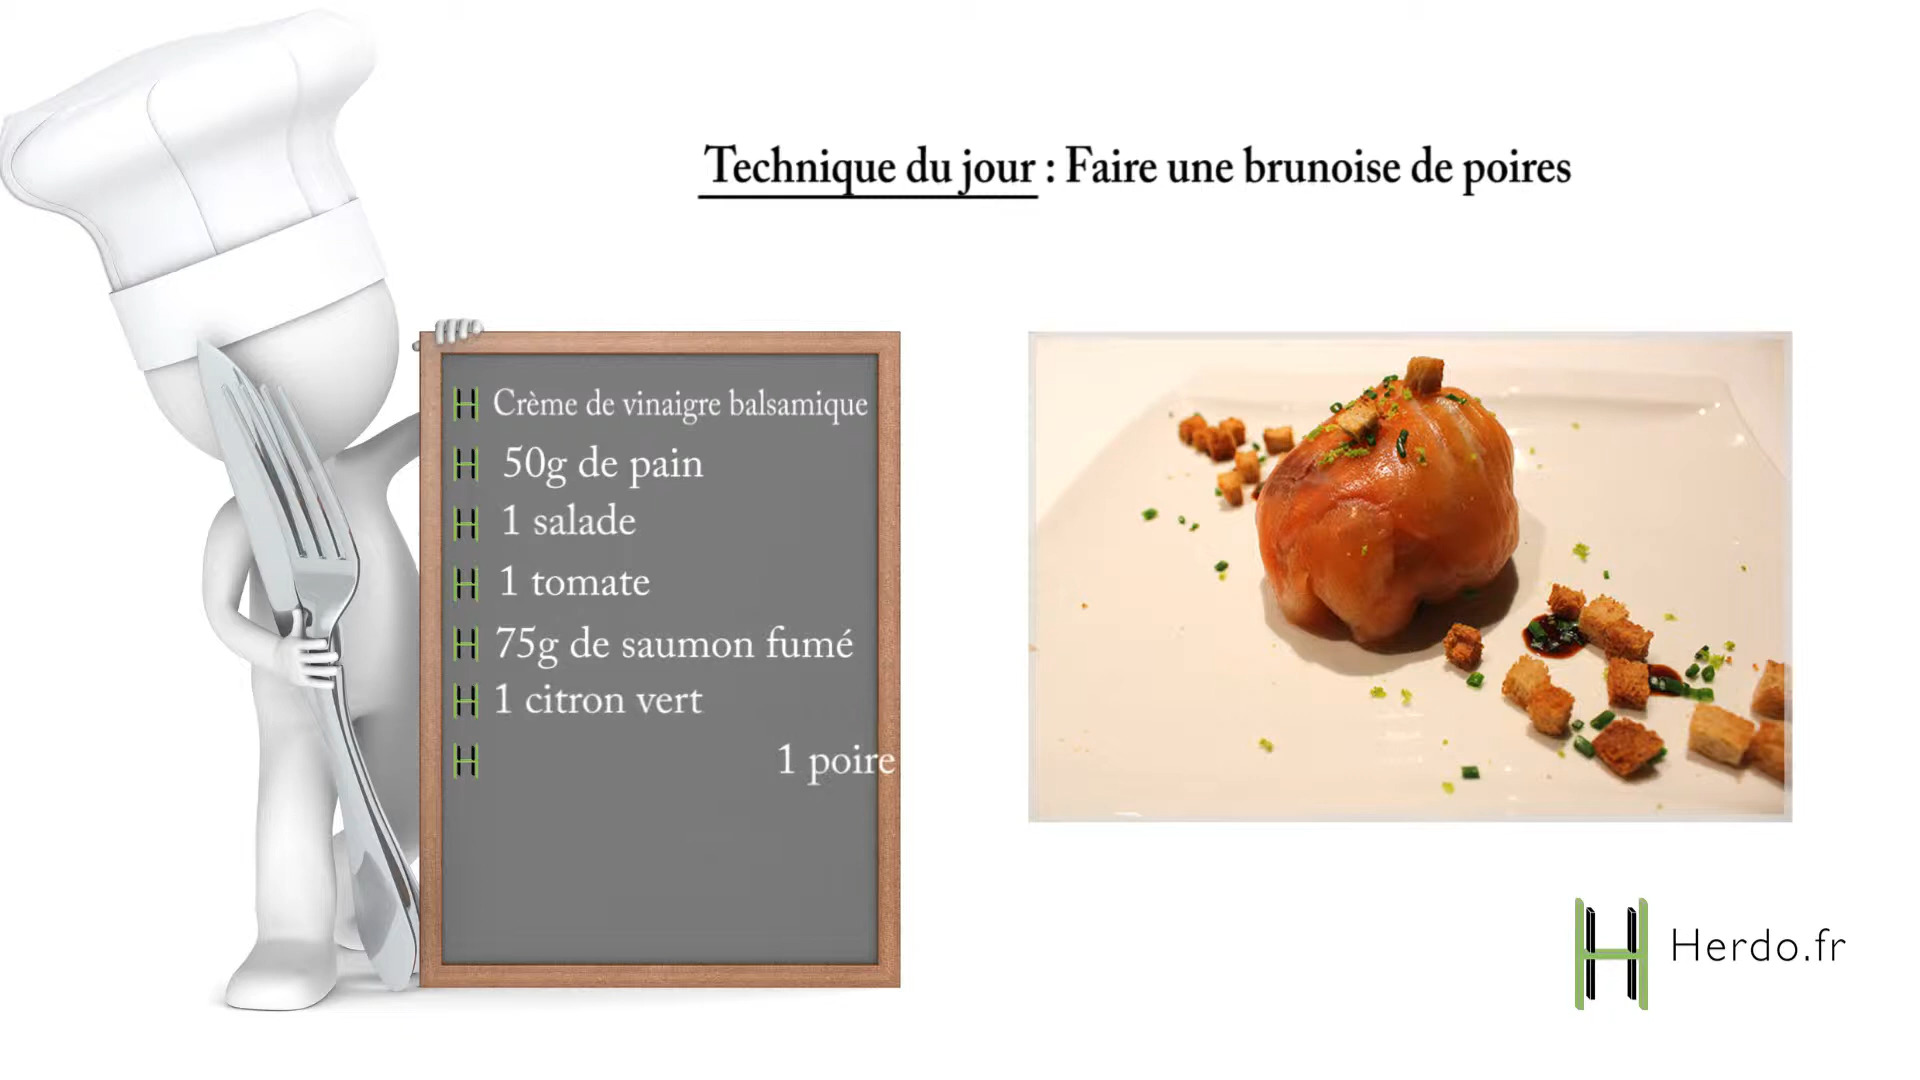 Technique du jour : Faire une brunoise de poires
Crème de vinaigre balsamique
50g de pain
1 salade
1 tomate
75g de saumon fumé
1 citron vert
1 poire
Herdo.fr